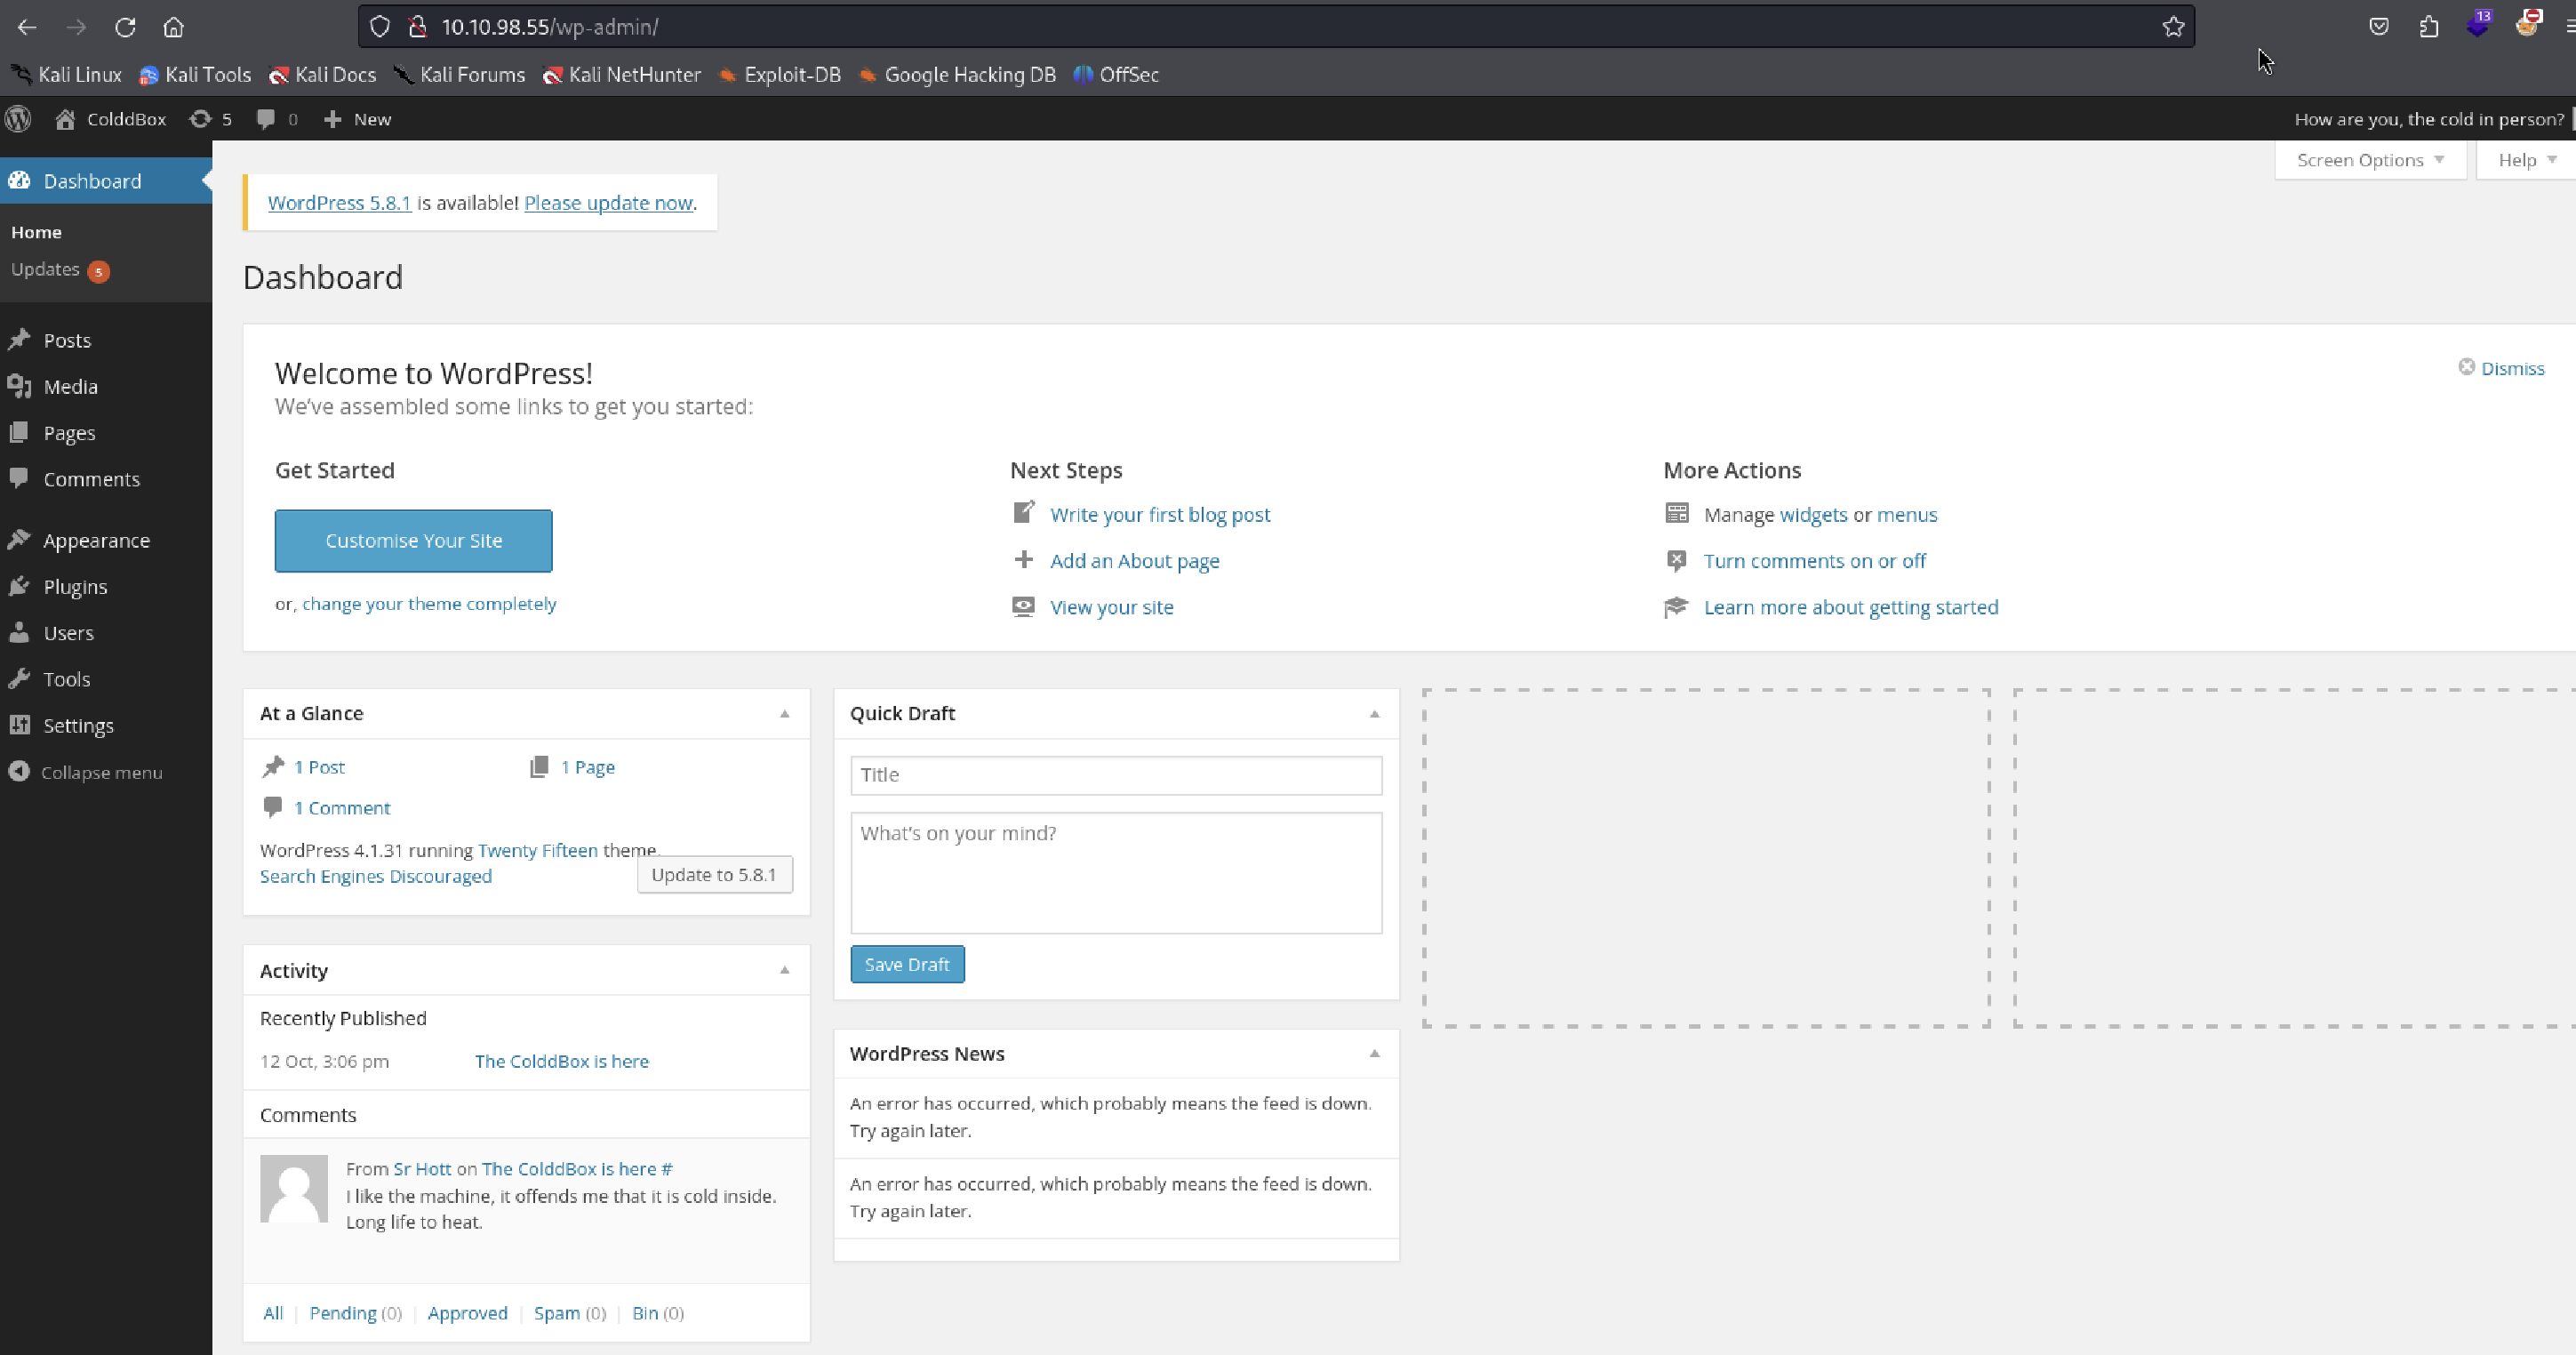 10.10.98.55/wp-admin/
13
Kali Linux Kali Tools Kali Docs Kali Forums Kali NetHunter Exploit-DB Google Hacking DB OffSec
ColddBox 5 0 New How are you, the cold in person?
Screen Options Help
Dashboard
Home
Updates 5
Posts
Media
Pages
Comments
Appearance
Plugins
Users
Tools
Settings
Collapse menu
WordPress 5.8.1 is available! Please update now.
Dashboard
Welcome to WordPress!
Dismiss
We've assembled some links to get you started:
Get Started
Customise Your Site
or, change your theme completely
Next Steps
Write your first blog post
Add an About page
View your site
More Actions
Manage widgets or menus
Turn comments on or off
Learn more about getting started
At a Glance
1 Post 1 Page
1 Comment
WordPress 4.1.31 running Twenty Fifteen theme.
Search Engines Discouraged
Update to 5.8.1
Activity
Recently Published
12 Oct, 3:06 pm The ColddBox is here
Comments
From Sr Hott on The ColddBox is here #
I like the machine, it offends me that it is cold inside.
Long life to heat.
All | Pending (0) | Approved | Spam (0) | Bin (0)
Quick Draft
Title
What's on your mind?
Save Draft
WordPress News
An error has occurred, which probably means the feed is down.
Try again later.
An error has occurred, which probably means the feed is down.
Try again later.